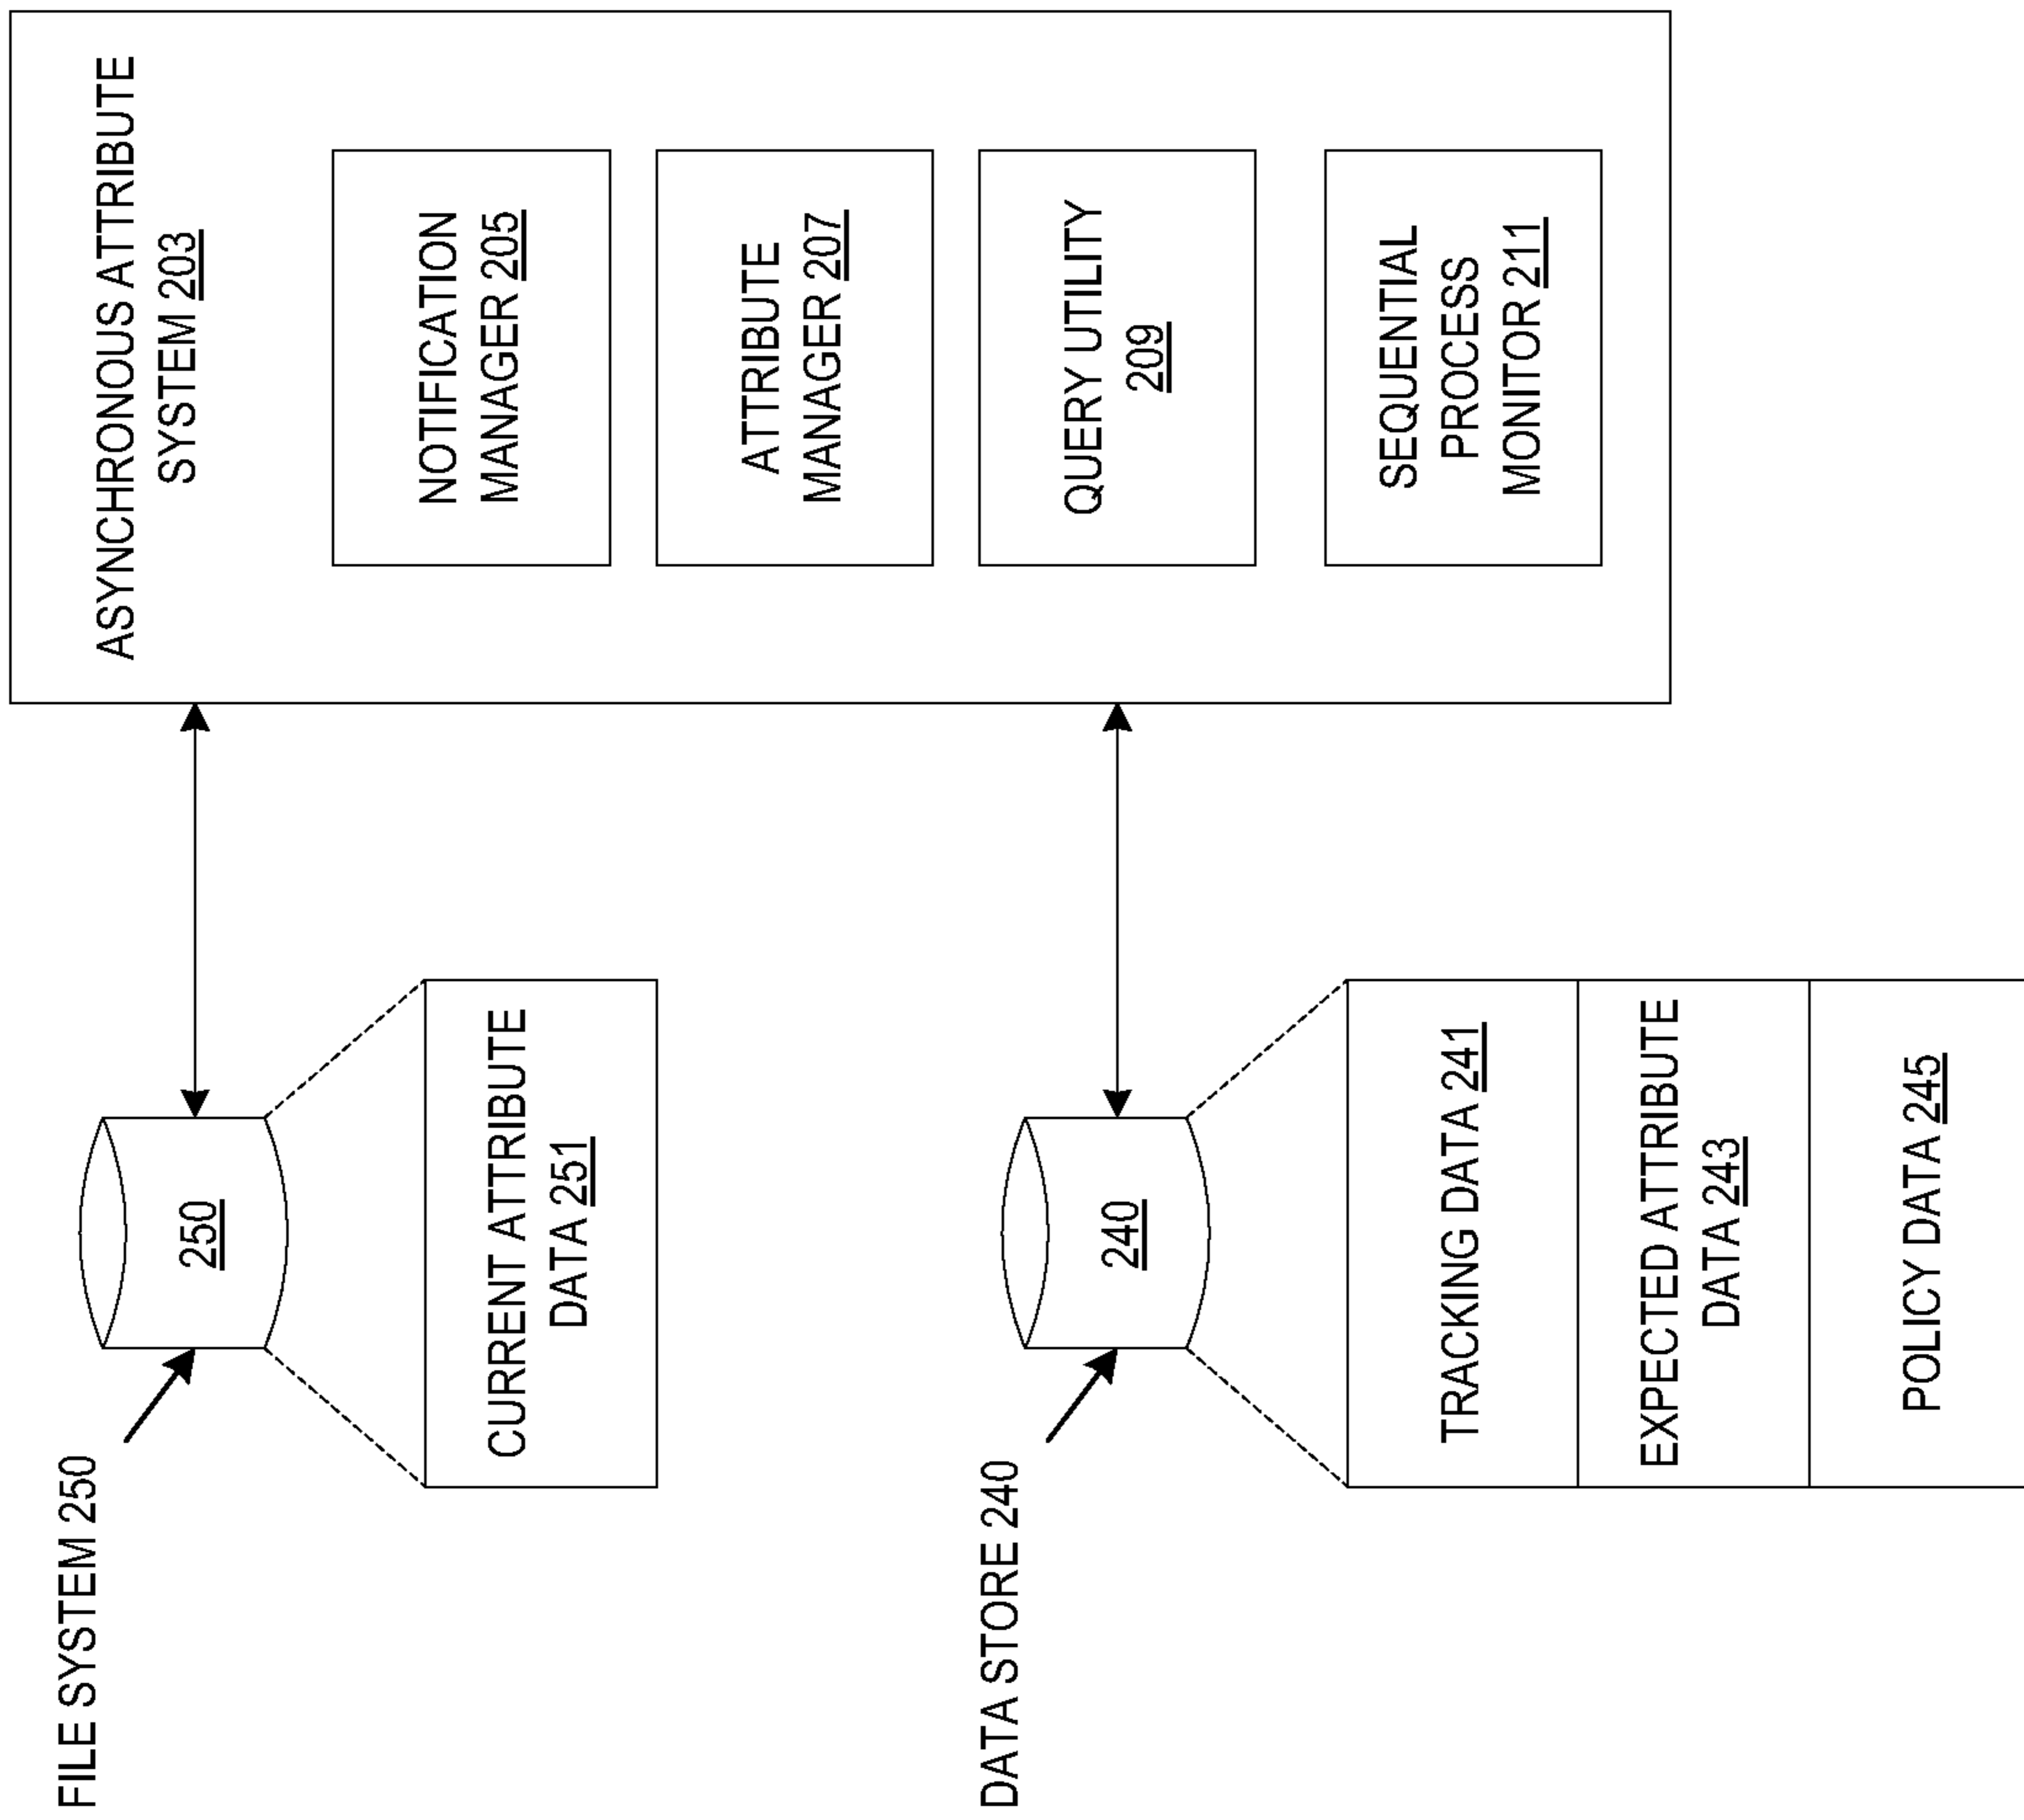 FILE SYSTEM 250
250
CURRENT ATTRIBUTE
DATA 251
DATA STORE 240
240
TRACKING DATA 241
EXPECTED ATTRIBUTE
DATA 243
POLICY DATA 245
ASYNCHRONOUS ATTRIBUTE
SYSTEM 203
NOTIFICATION
MANAGER 205
ATTRIBUTE
MANAGER 207
QUERY UTILITY
209
SEQUENTIAL
PROCESS
MONITOR 211